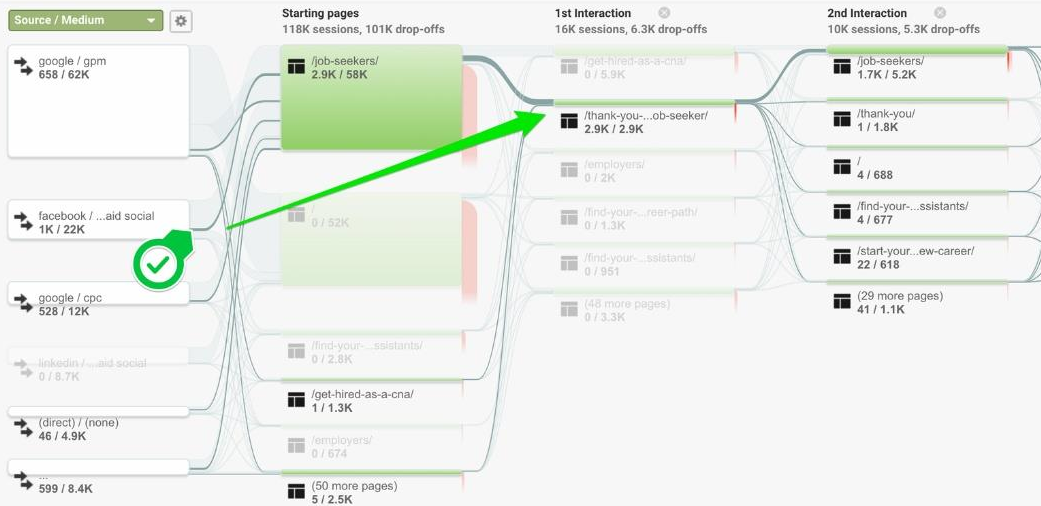 Source / Medium
google / gpm
658 / 62K
facebook / ...aid social
1K / 22K
google / cpc
528 / 12K
linkedin / ...aid social
0 / 8.7K
(direct) / (none)
46 / 4.9K
...
599 / 8.4K
Starting pages
118K sessions, 101K drop-offs
/job-seekers/
2.9K / 58K
/
0 / 52K
/find-your-...ssistants/
0 / 2.8K
/get-hired-as-a-cna/
1 / 1.3K
/employers/
0 / 674
(50 more pages)
5 / 2.5K
1st Interaction
16K sessions, 6.3K drop-offs
/get-hired-as-a-cna/
0 / 5.9K
/thank-you-...ob-seeker/
2.9K / 2.9K
/employers/
0 / 2K
/find-your-...reer-path/
0 / 1.3K
/find-your-...ssistants/
0 / 951
(48 more pages)
0 / 3.3K
2nd Interaction
10K sessions, 5.3K drop-offs
/job-seekers/
1.7K / 5.2K
/thank-you/
1 / 1.8K
/
4 / 688
/find-your-...ssistants/
4 / 677
/start-your...ew-career/
22 / 618
(29 more pages)
41 / 1.1K